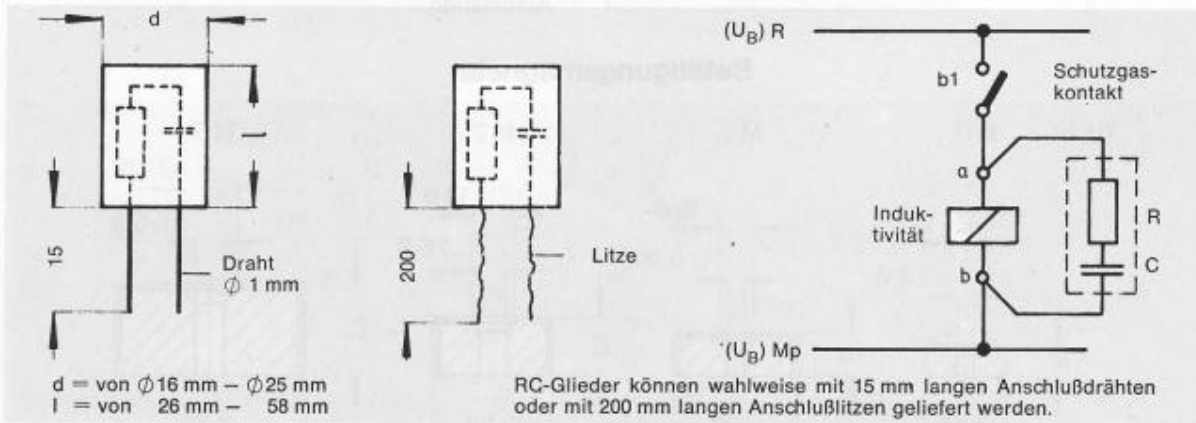 d
l
15
Draht
∅ 1 mm
d = von ∅ 16 mm – ∅ 25 mm
l = von 26 mm – 58 mm
200
Litze
(U_B) R
b1
Schutzgas-
kontakt
a
Induk-
tivität
R
C
b
(U_B) Mp
RC-Glieder können wahlweise mit 15 mm langen Anschlußdrähten
oder mit 200 mm langen Anschlußlitzen geliefert werden.